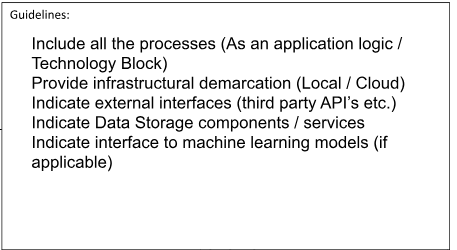 Guidelines:
Include all the processes (As an application logic /
Technology Block)
Provide infrastructural demarcation (Local / Cloud)
Indicate external interfaces (third party API's etc.)
Indicate Data Storage components / services
Indicate interface to machine learning models (if
applicable)